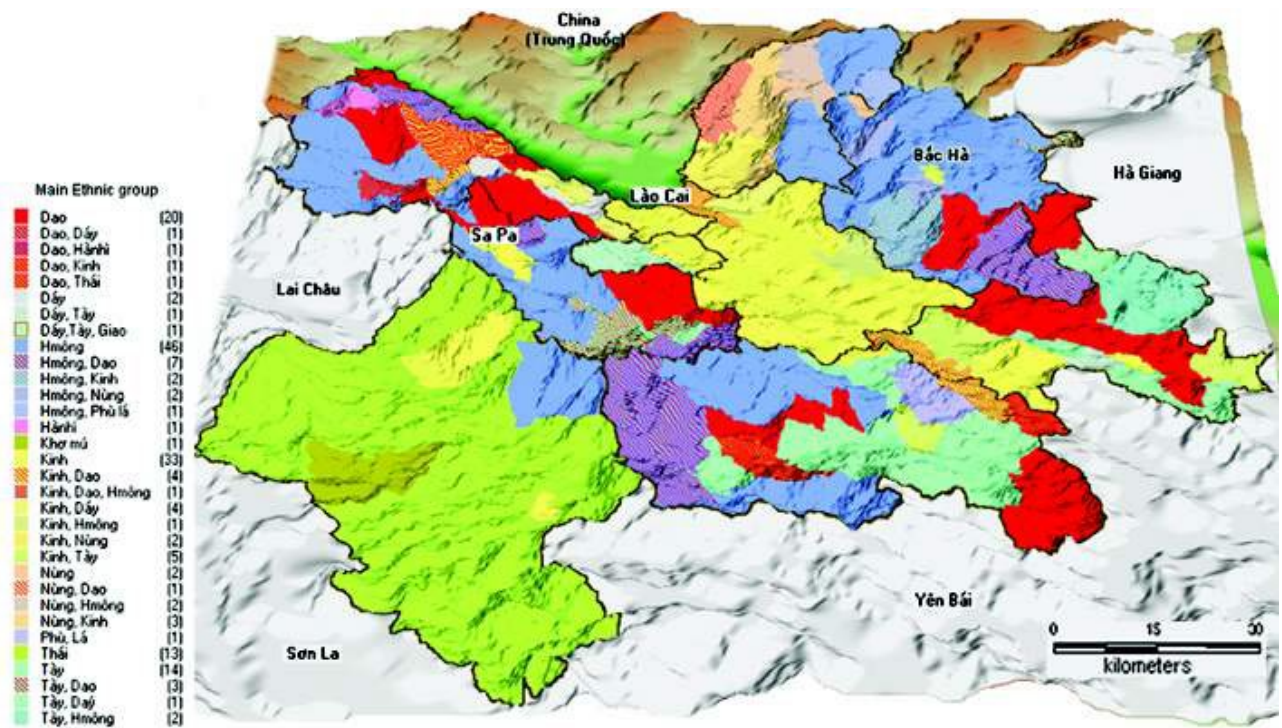 China
(Trung Quốc)
Bắc Hà
Hà Giang
Lào Cai
Sa Pa
Lai Châu
Yên Bái
Sơn La
0 15 30
kilometers
Main Ethnic group
Dao (20)
Dao, Dáy (1)
Dao, Hànhì (1)
Dao, Kinh (1)
Dao, Thái (1)
Dáy (2)
Dáy, Tày (1)
Dáy,Tày, Giao (1)
Hmông (46)
Hmông, Dao (7)
Hmông, Kinh (2)
Hmông, Nùng (2)
Hmông, Phù lá (1)
Hànhì (1)
Khơ mú (1)
Kinh (33)
Kinh, Dao (4)
Kinh, Dao, Hmông (1)
Kinh, Dáy (4)
Kinh, Hmông (1)
Kinh, Nùng (2)
Kinh, Tày (5)
Nùng (2)
Nùng, Dao (1)
Nùng, Hmông (2)
Nùng, Kinh (3)
Phù, Lá (1)
Thái (13)
Tày (14)
Tày, Dao (3)
Tày, Daý (1)
Tày, Hmông (2)